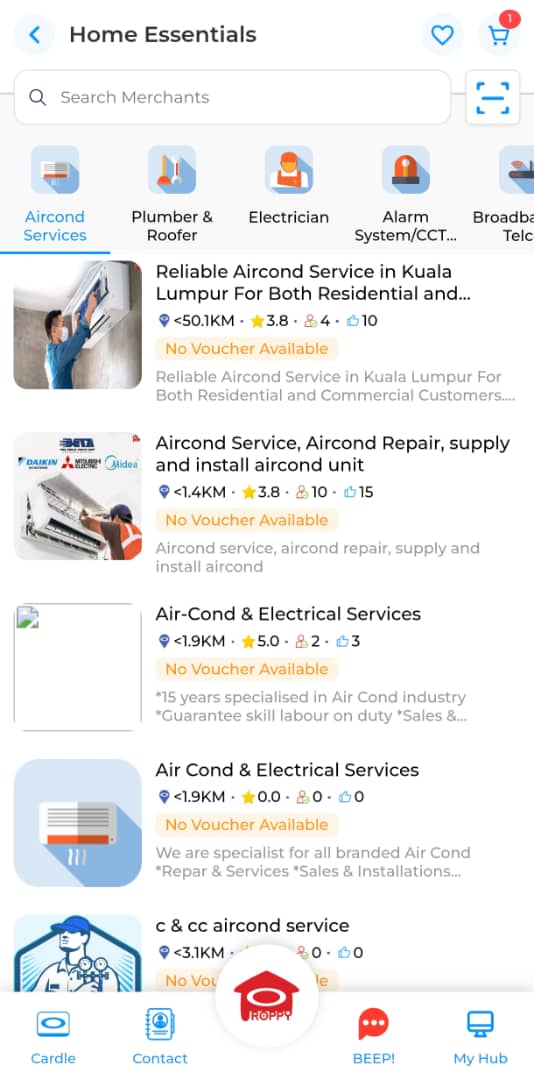 Home Essentials
1
Search Merchants
Aircond
Services
Plumber &
Roofer
Electrician
Alarm
System/CCT...
Broadba
Telc
Reliable Aircond Service in Kuala
Lumpur For Both Residential and...
<50.1KM · 3.8 · 4 · 10
No Voucher Available
Reliable Aircond Service in Kuala Lumpur For
Both Residential and Commercial Customers....
BETA
DAIKIN
MITSUBISHI
ELECTRIC
Midea
Aircond Service, Aircond Repair, supply
and install aircond unit
<1.4KM · 3.8 · 10 · 15
No Voucher Available
Aircond service, aircond repair, supply and
install aircond
Air-Cond & Electrical Services
<1.9KM · 5.0 · 2 · 3
No Voucher Available
*15 years specialised in Air Cond industry
*Guarantee skill labour on duty *Sales &...
Air Cond & Electrical Services
<1.9KM · 0.0 · 0 · 0
No Voucher Available
We are specialist for all branded Air Cond
*Repar & Services *Sales & Installations...
c & cc aircond service
<3.1KM · 0 · 0
No Vou
le
ROPPY
Cardle
Contact
BEEP!
My Hub